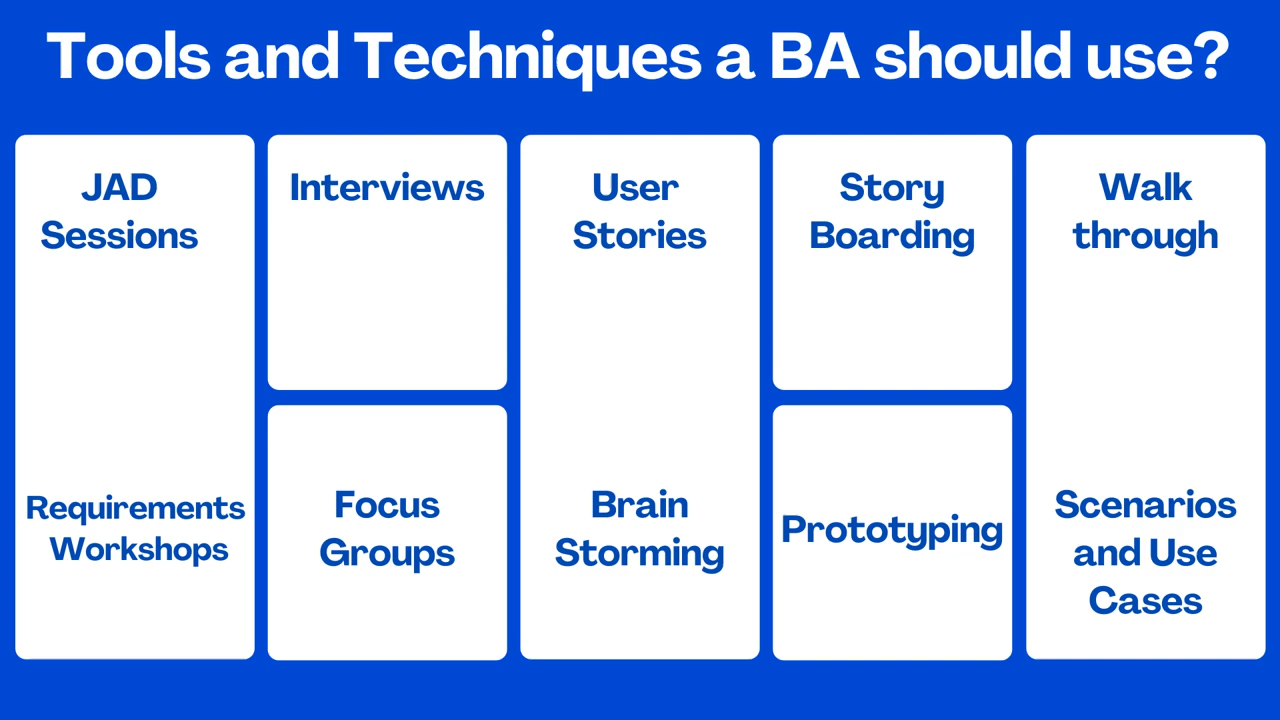 Tools and Techniques a BA should use?
JAD
Sessions
Interviews
User
Stories
Story
Boarding
Walk
through
Requirements
Workshops
Focus
Groups
Brain
Storming
Prototyping
Scenarios
and Use
Cases